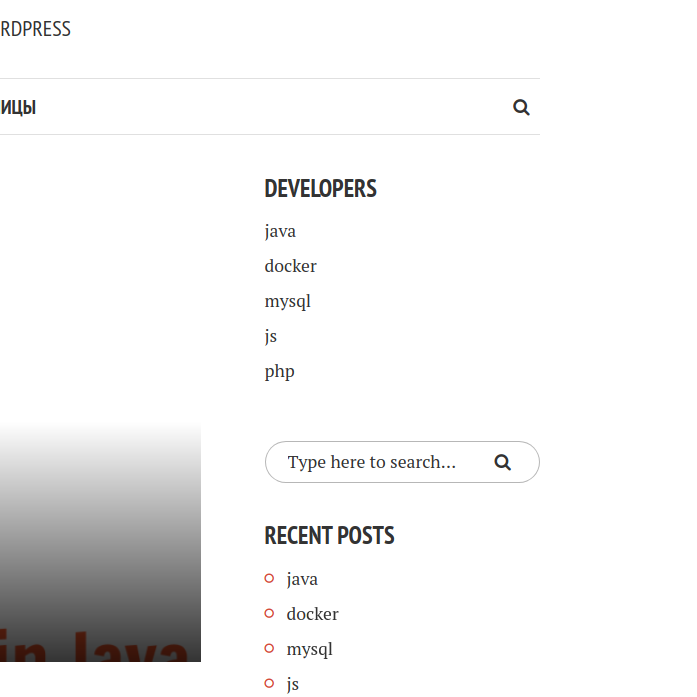 RDPRESS
ИЦЫ
DEVELOPERS
java
docker
mysql
js
php
Type here to search...
RECENT POSTS
java
docker
mysql
js
in Java